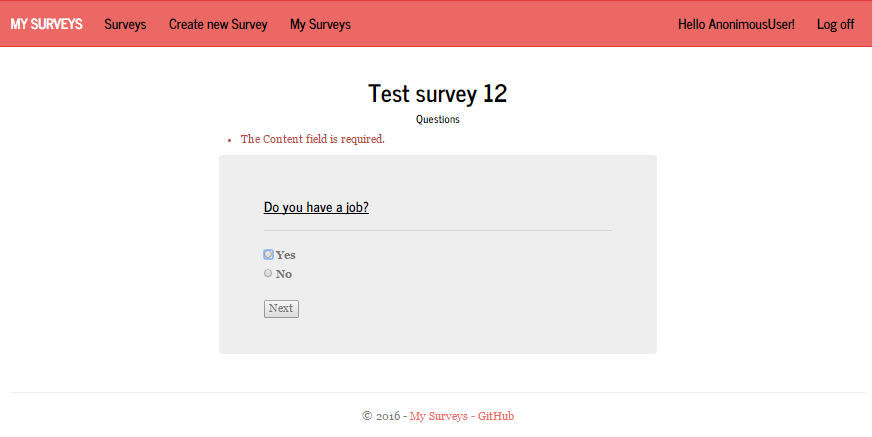 MY SURVEYS Surveys Create new Survey My Surveys Hello AnonimousUser! Log off
Test survey 12
Questions
• The Content field is required.
Do you have a job?
Yes
No
Next
© 2016 - My Surveys - GitHub